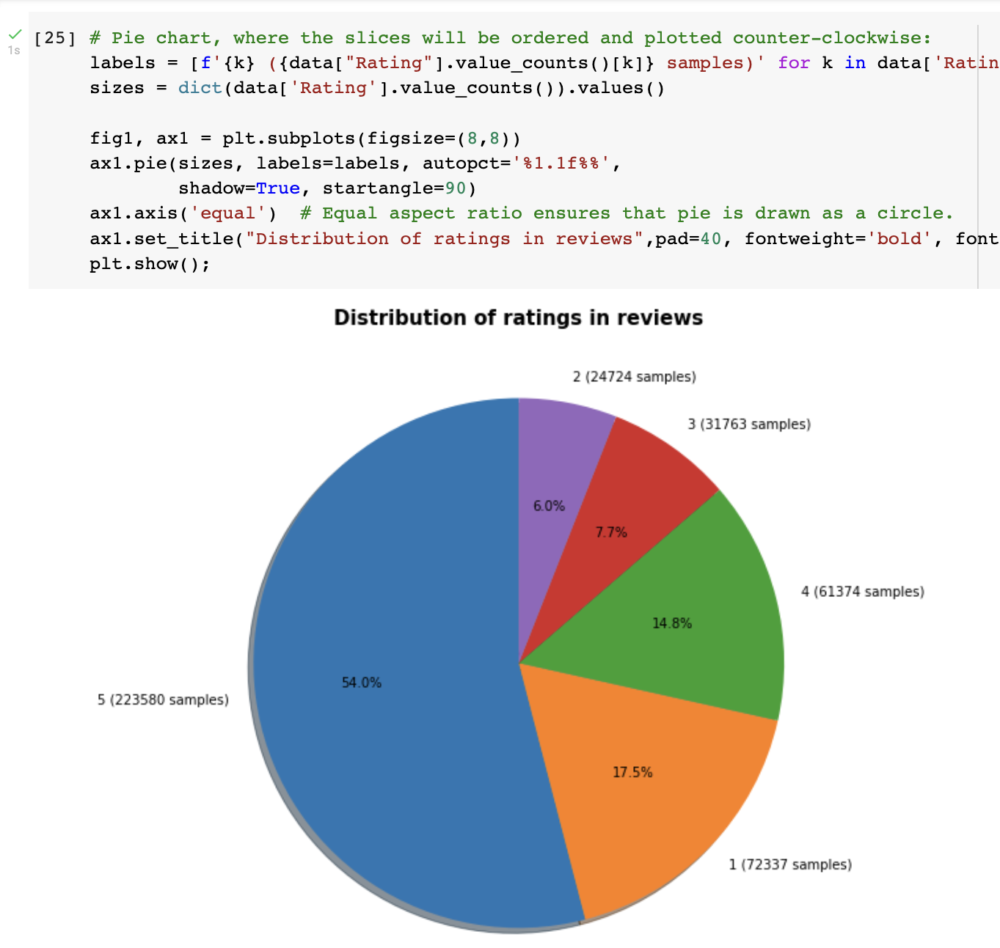 [25] # Pie chart, where the slices will be ordered and plotted counter-clockwise:
1s
labels = [f'{k} ({data["Rating"].value_counts()[k]} samples)' for k in data['Ratin
sizes = dict(data['Rating'].value_counts()).values()
fig1, ax1 = plt.subplots(figsize=(8,8))
ax1.pie(sizes, labels=labels, autopct='%1.1f%%',
shadow=True, startangle=90)
ax1.axis('equal')  # Equal aspect ratio ensures that pie is drawn as a circle.
ax1.set_title("Distribution of ratings in reviews",pad=40, fontweight='bold', font
plt.show();
Distribution of ratings in reviews
2 (24724 samples)
3 (31763 samples)
6.0%
7.7%
4 (61374 samples)
14.8%
54.0%
5 (223580 samples)
17.5%
1 (72337 samples)